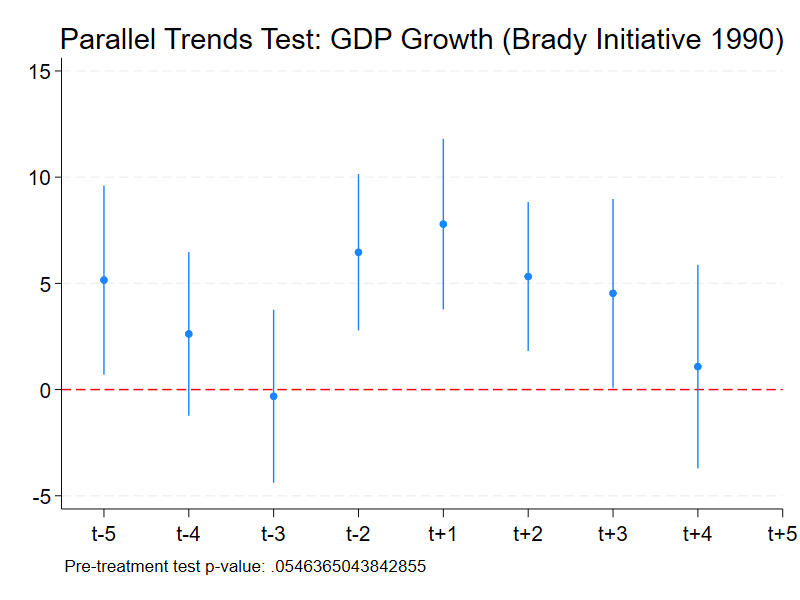 Parallel Trends Test: GDP Growth (Brady Initiative 1990)
15
10
5
0
-5
t-5 t-4 t-3 t-2 t+1 t+2 t+3 t+4 t+5
Pre-treatment test p-value: .0546365043842855